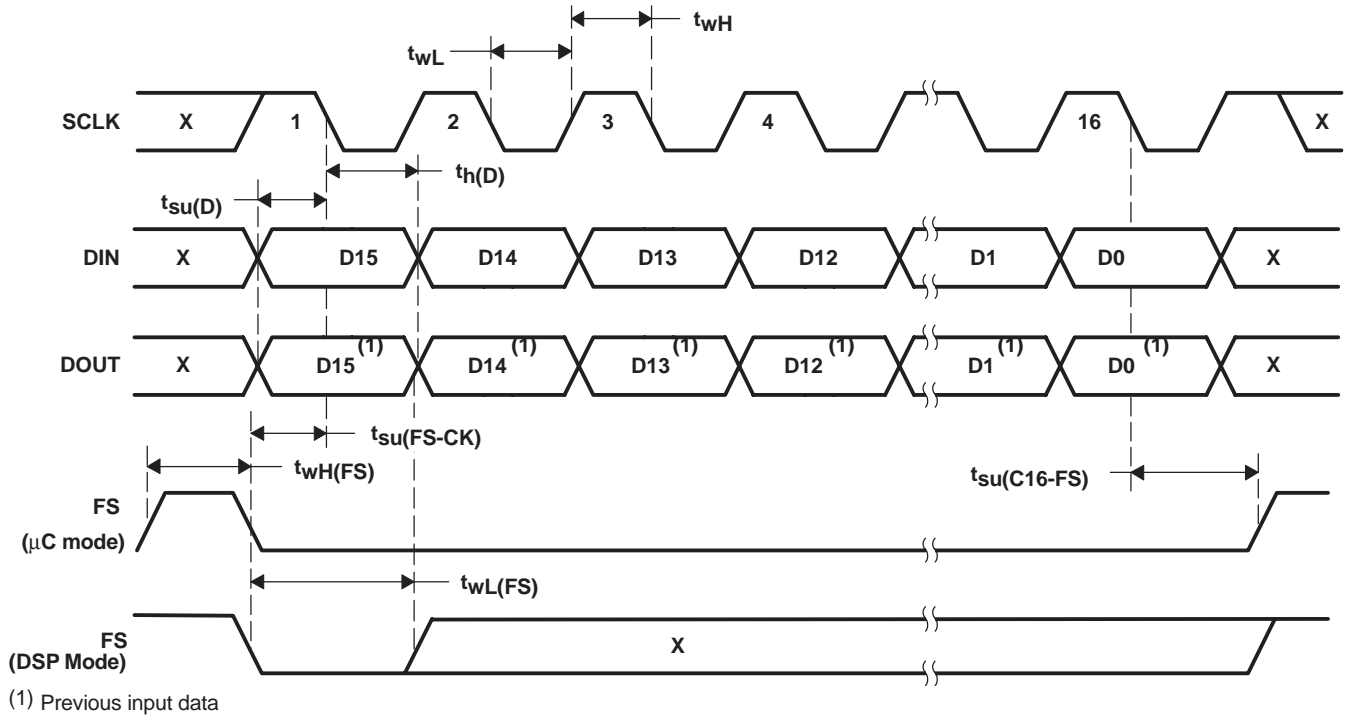 twH
twL
SCLK X 1 2 3 4 16 X
th(D)
tsu(D)
DIN X D15 D14 D13 D12 D1 D0 X
DOUT X D15(1) D14(1) D13(1) D12(1) D1(1) D0(1) X
tsu(FS-CK)
twH(FS)
tsu(C16-FS)
FS
(μC mode)
twL(FS)
FS
(DSP Mode)
X
(1) Previous input data